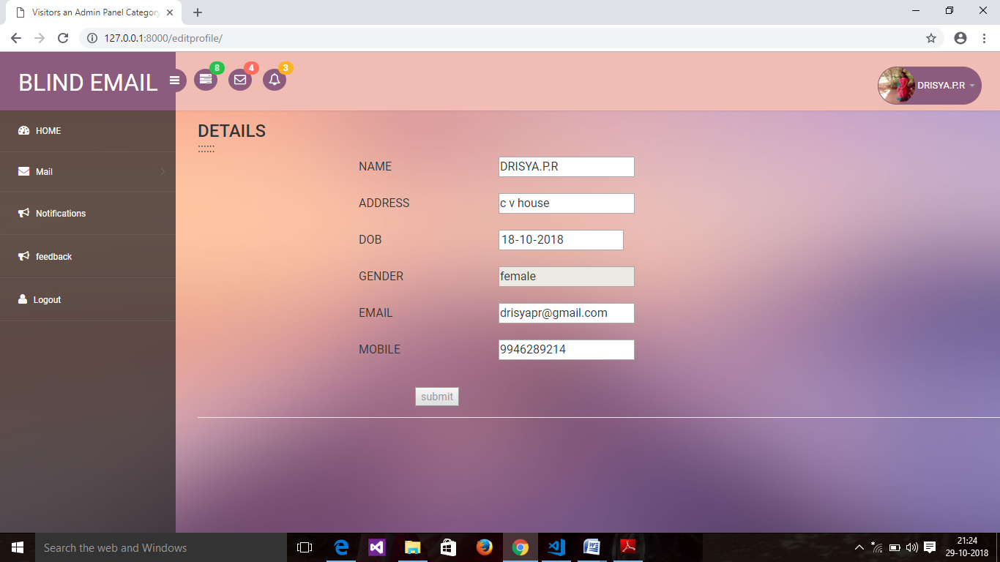 Visitors an Admin Panel Category
127.0.0.1:8000/editprofile/
BLIND EMAIL
8
4
3
DRISYA.P.R
HOME
Mail
Notifications
feedback
Logout
DETAILS
::::::
NAME DRISYA.P.R
ADDRESS c v house
DOB 18-10-2018
GENDER female
EMAIL drisyapr@gmail.com
MOBILE 9946289214
submit
Search the web and Windows
21:24
29-10-2018